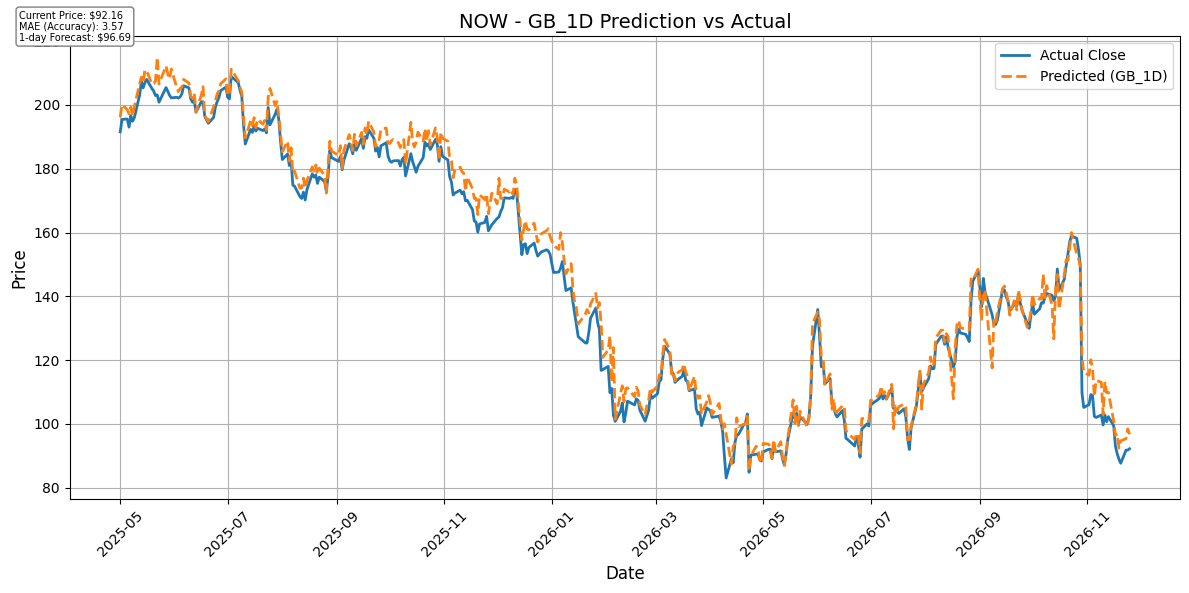 NOW - GB_1D Prediction vs Actual
Current Price: $92.16
MAE (Accuracy): 3.57
1-day Forecast: $96.69
Actual Close
Predicted (GB_1D)
Price
200
180
160
140
120
100
80
2025-05
2025-07
2025-09
2025-11
2026-01
2026-03
2026-05
2026-07
2026-09
2026-11
Date